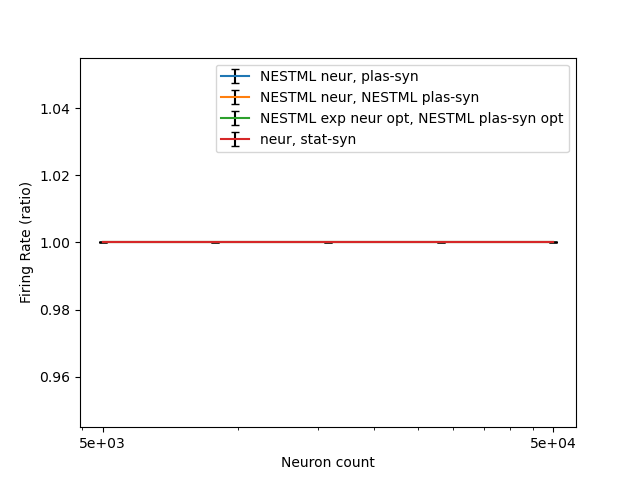 NESTML neur, plas-syn
NESTML neur, NESTML plas-syn
NESTML exp neur opt, NESTML plas-syn opt
neur, stat-syn
1.04
1.02
1.00
0.98
0.96
Firing Rate (ratio)
5e+03
5e+04
Neuron count